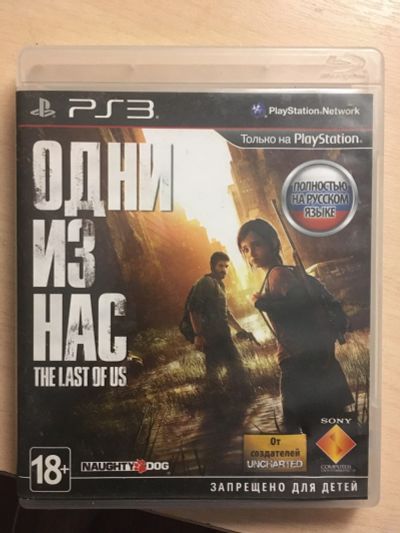 PS3
PlayStation®Network
Только на PlayStation®
ОДНИ
ИЗ
НАС
THE LAST OF US
ПОЛНОСТЬЮ
НА РУССКОМ
ЯЗЫКЕ
18+
NAUGHTY DOG
От
создателей
UNCHARTED
SONY
COMPUTER
ЗАПРЕЩЕНО ДЛЯ ДЕТЕЙ